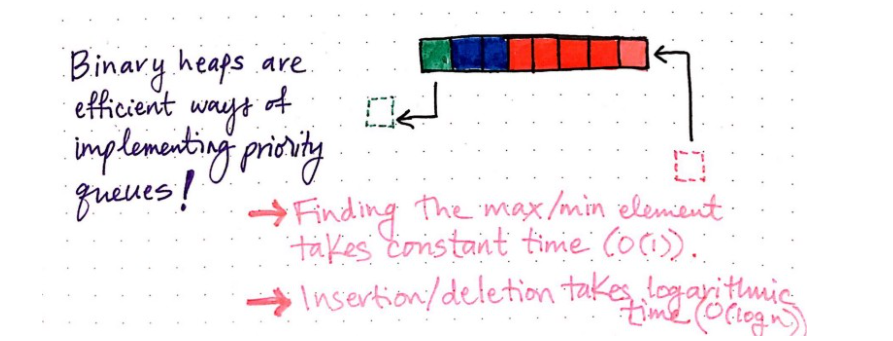 Binary heaps are
efficient ways of
implementing priority
queues!
→ Finding the max/min element
takes constant time (O(1)).
→ Insertion/deletion takes logarithmic
time (O(log n))